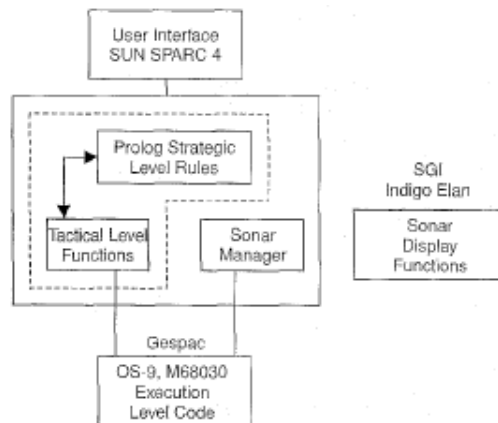 User Interface
SUN SPARC 4
Prolog Strategic
Level Rules
Tactical Level
Functions
Sonar
Manager
SGI
Indigo Elan
Sonar
Display
Functions
Gespac
OS-9, M68030
Execution
Level Code